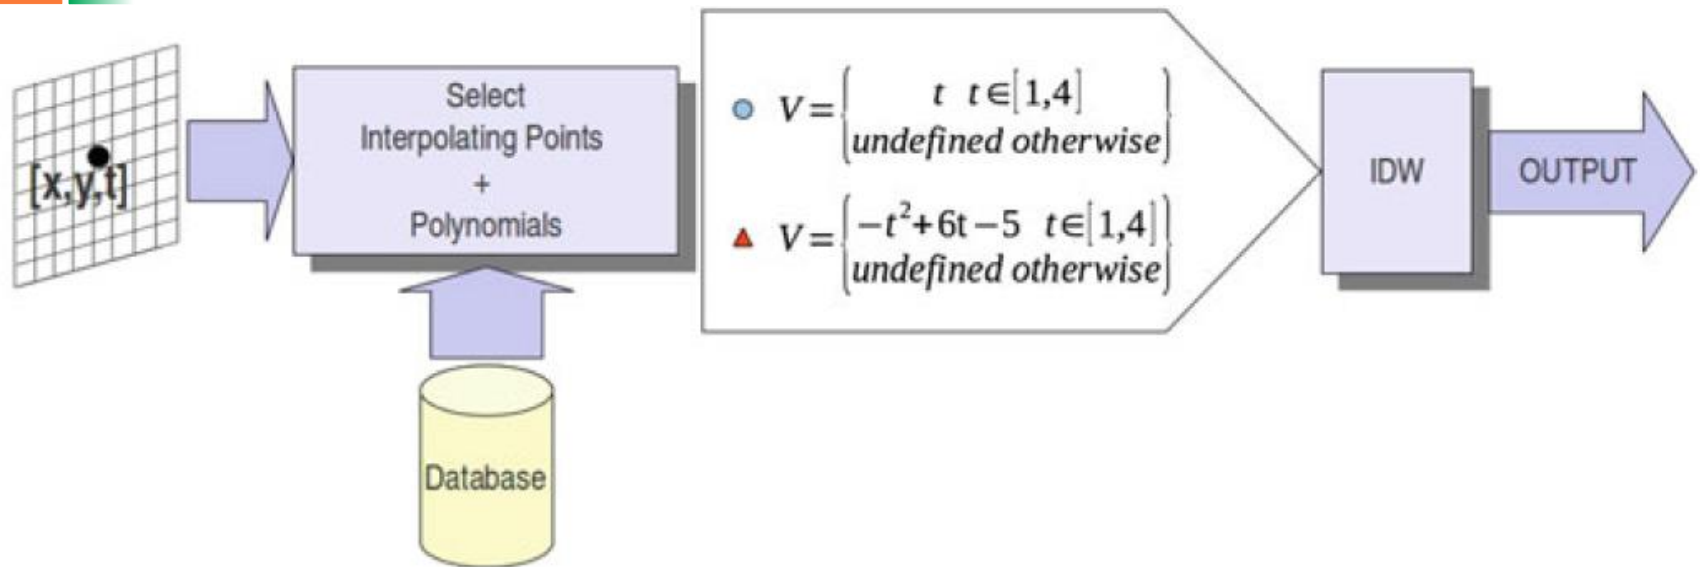 [x,y,t]
Select
Interpolating Points
+
Polynomials
V = { t t∈[1,4]
undefined otherwise }
V = { −t²+6t−5 t∈[1,4]
undefined otherwise }
IDW
OUTPUT
Database